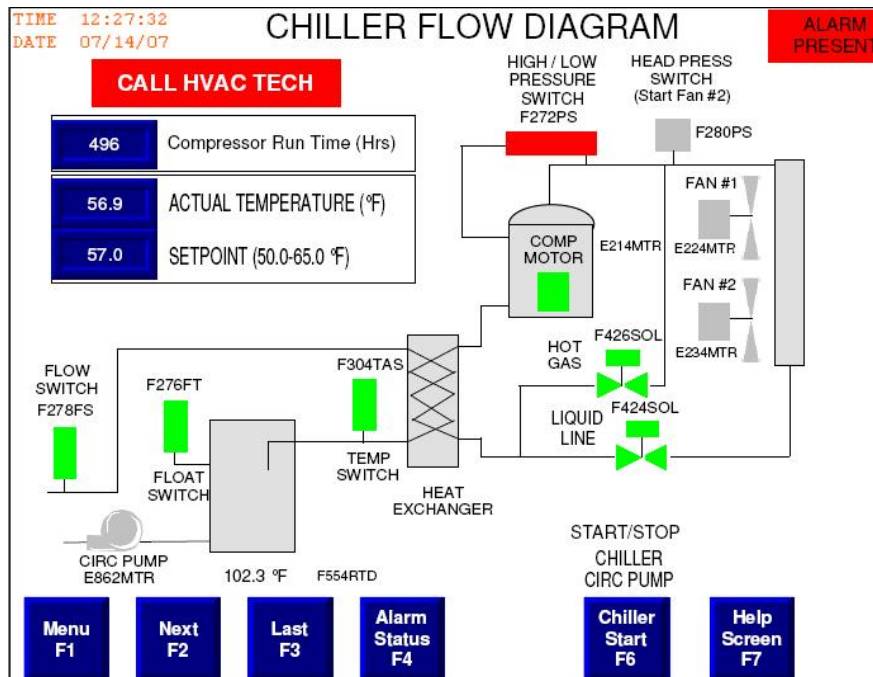 TIME 12:27:32
DATE 07/14/07
CHILLER FLOW DIAGRAM
ALARM
PRESENT
CALL HVAC TECH
HIGH / LOW
PRESSURE
SWITCH
F272PS
HEAD PRESS
SWITCH
(Start Fan #2)
F280PS
496 Compressor Run Time (Hrs)
56.9 ACTUAL TEMPERATURE (ºF)
57.0 SETPOINT (50.0-65.0 ºF)
FAN #1
E224MTR
COMP
MOTOR
E214MTR
FAN #2
E234MTR
F426SOL
HOT
GAS
F424SOL
LIQUID
LINE
FLOW
SWITCH
F278FS
F276FT
FLOAT
SWITCH
F304TAS
TEMP
SWITCH
HEAT
EXCHANGER
CIRC PUMP
E862MTR
102.3 ºF F554RTD
START/STOP
CHILLER
CIRC PUMP
Menu
F1
Next
F2
Last
F3
Alarm
Status
F4
Chiller
Start
F6
Help
Screen
F7